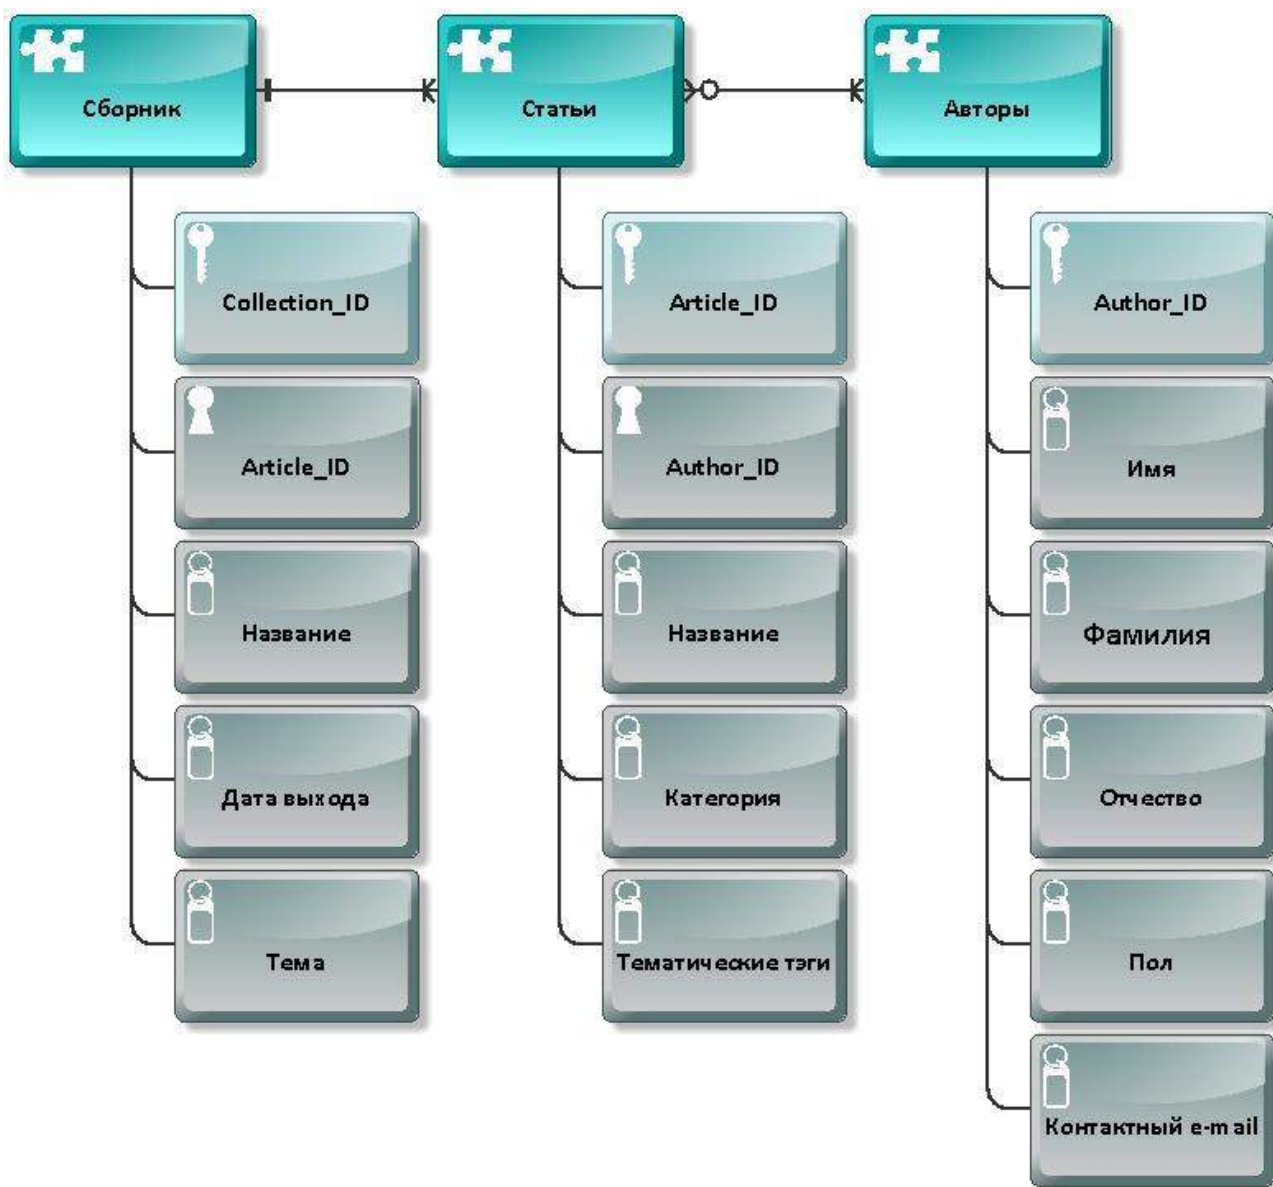 Сборник
Статьи
Авторы
Collection_ID
Article_ID
Название
Дата выхода
Тема
Article_ID
Author_ID
Название
Категория
Тематические тэги
Author_ID
Имя
Фамилия
Отчество
Пол
Контактный e-mail